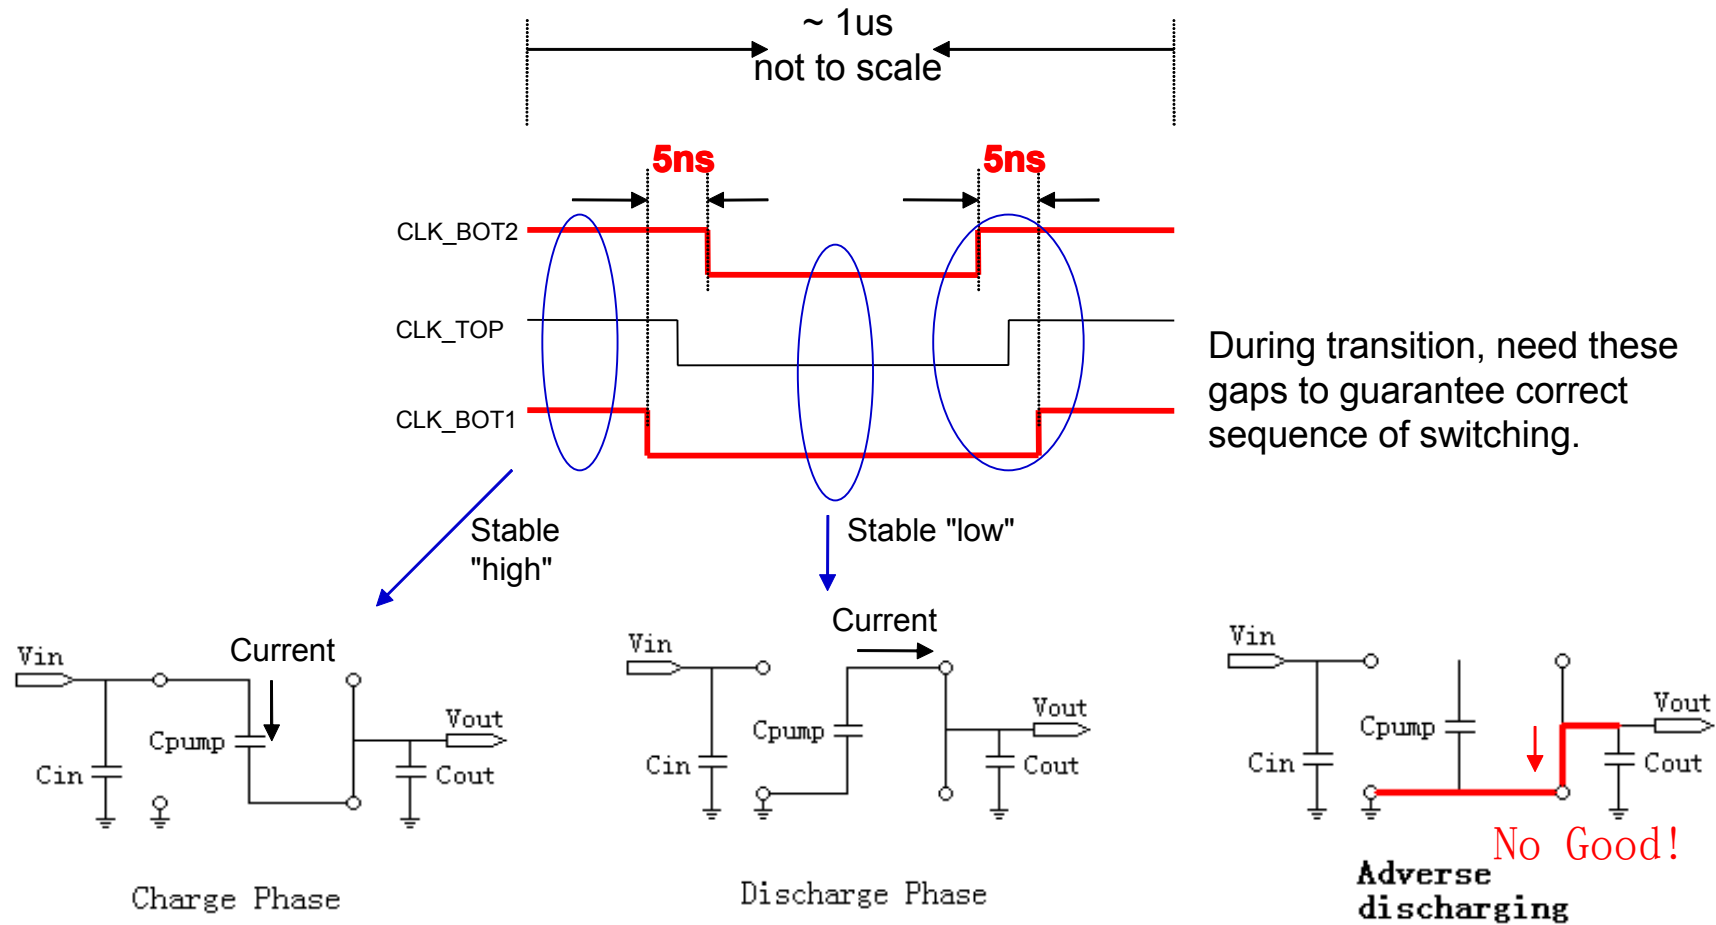 ~ 1us
not to scale
5ns 5ns
CLK_BOT2
CLK_TOP
CLK_BOT1
During transition, need these
gaps to guarantee correct
sequence of switching.
Stable
"high"
Stable "low"
Vin
Current
Cpump
Vout
Cin
Cout
Charge Phase
Vin
Current
Cpump
Vout
Cin
Cout
Discharge Phase
Vin
Cpump
Vout
Cin
Cout
No Good!
Adverse
discharging